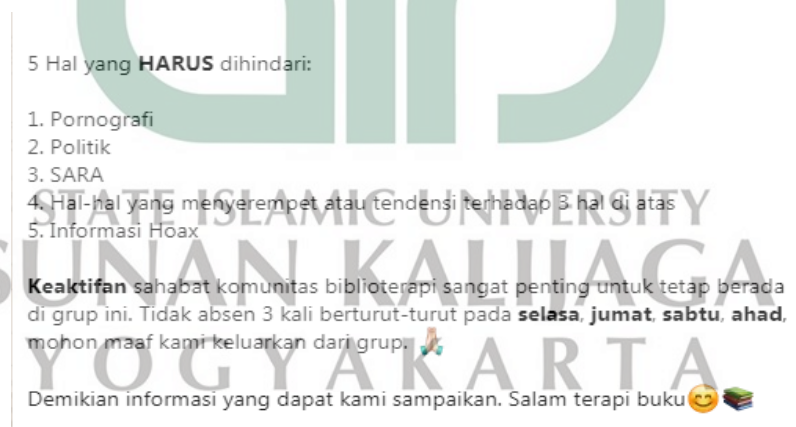 5 Hal yang HARUS dihindari:
1. Pornografi
2. Politik
3. SARA
4. Hal-hal yang menyerempet atau tendensi terhadap 3 hal di atas
5. Informasi Hoax
Keaktifan sahabat komunitas biblioterapi sangat penting untuk tetap berada
di grup ini. Tidak absen 3 kali berturut-turut pada selasa, jumat, sabtu, ahad,
mohon maaf kami keluarkan dari grup. 🙏🏻
Demikian informasi yang dapat kami sampaikan. Salam terapi buku😊📚
STATE ISLAMIC UNIVERSITY
SUNAN KALIJAGA
YOGYAKARTA